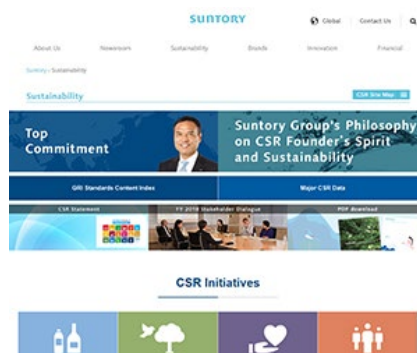 SUNTORY
Global Contact Us
About Us Newsroom Sustainability Brands Innovation Financial
Suntory > Sustainability
Sustainability
CSR Site Map
Top
Commitment
Suntory Group's Philosophy
on CSR Founder's Spirit
and Sustainability
GRI Standards Content Index
Major CSR Data
CSR Statement
FY 2018 Stakeholder Dialogue
PDF download
CSR Initiatives